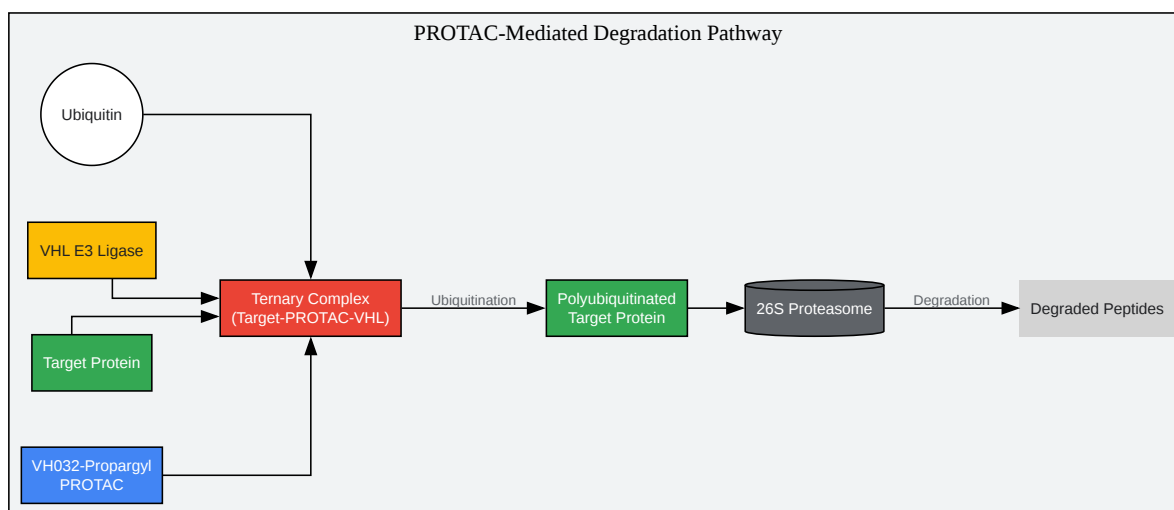 PROTAC-Mediated Degradation Pathway
Ubiquitin
VHL E3 Ligase
Target Protein
VH032-Propargyl
PROTAC
Ternary Complex
(Target-PROTAC-VHL)
Ubiquitination
Polyubiquitinated
Target Protein
26S Proteasome
Degradation
Degraded Peptides